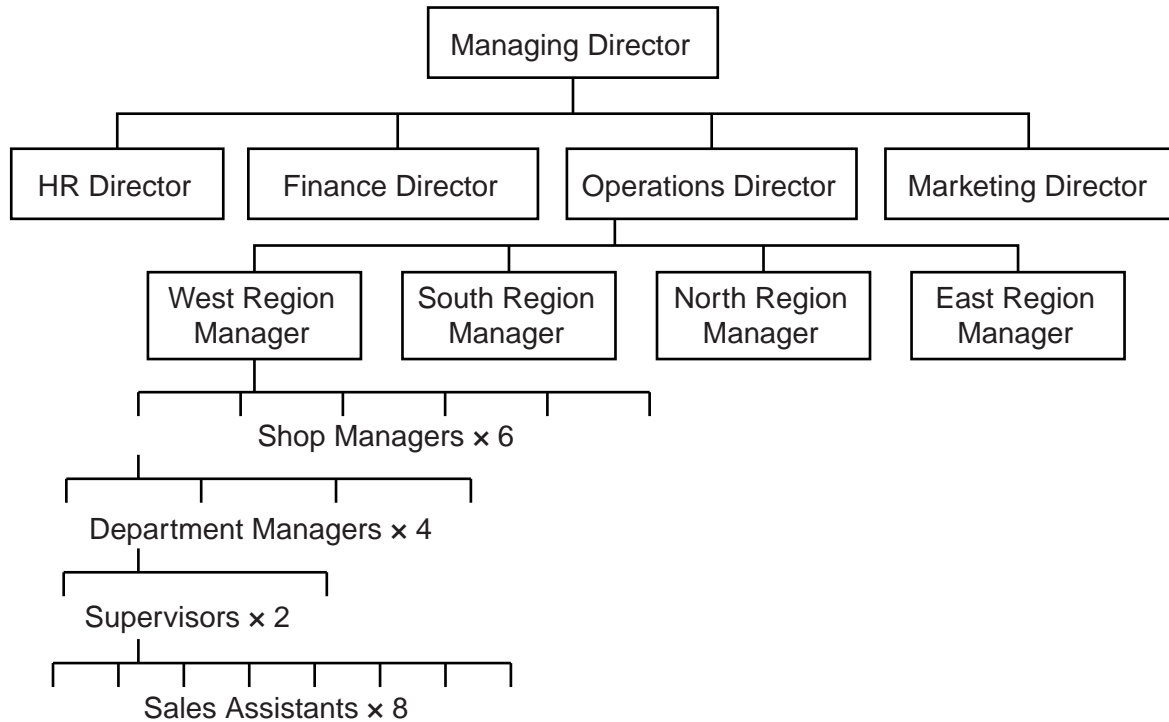 Managing Director
HR Director
Finance Director
Operations Director
Marketing Director
West Region
Manager
South Region
Manager
North Region
Manager
East Region
Manager
Shop Managers × 6
Department Managers × 4
Supervisors × 2
Sales Assistants × 8